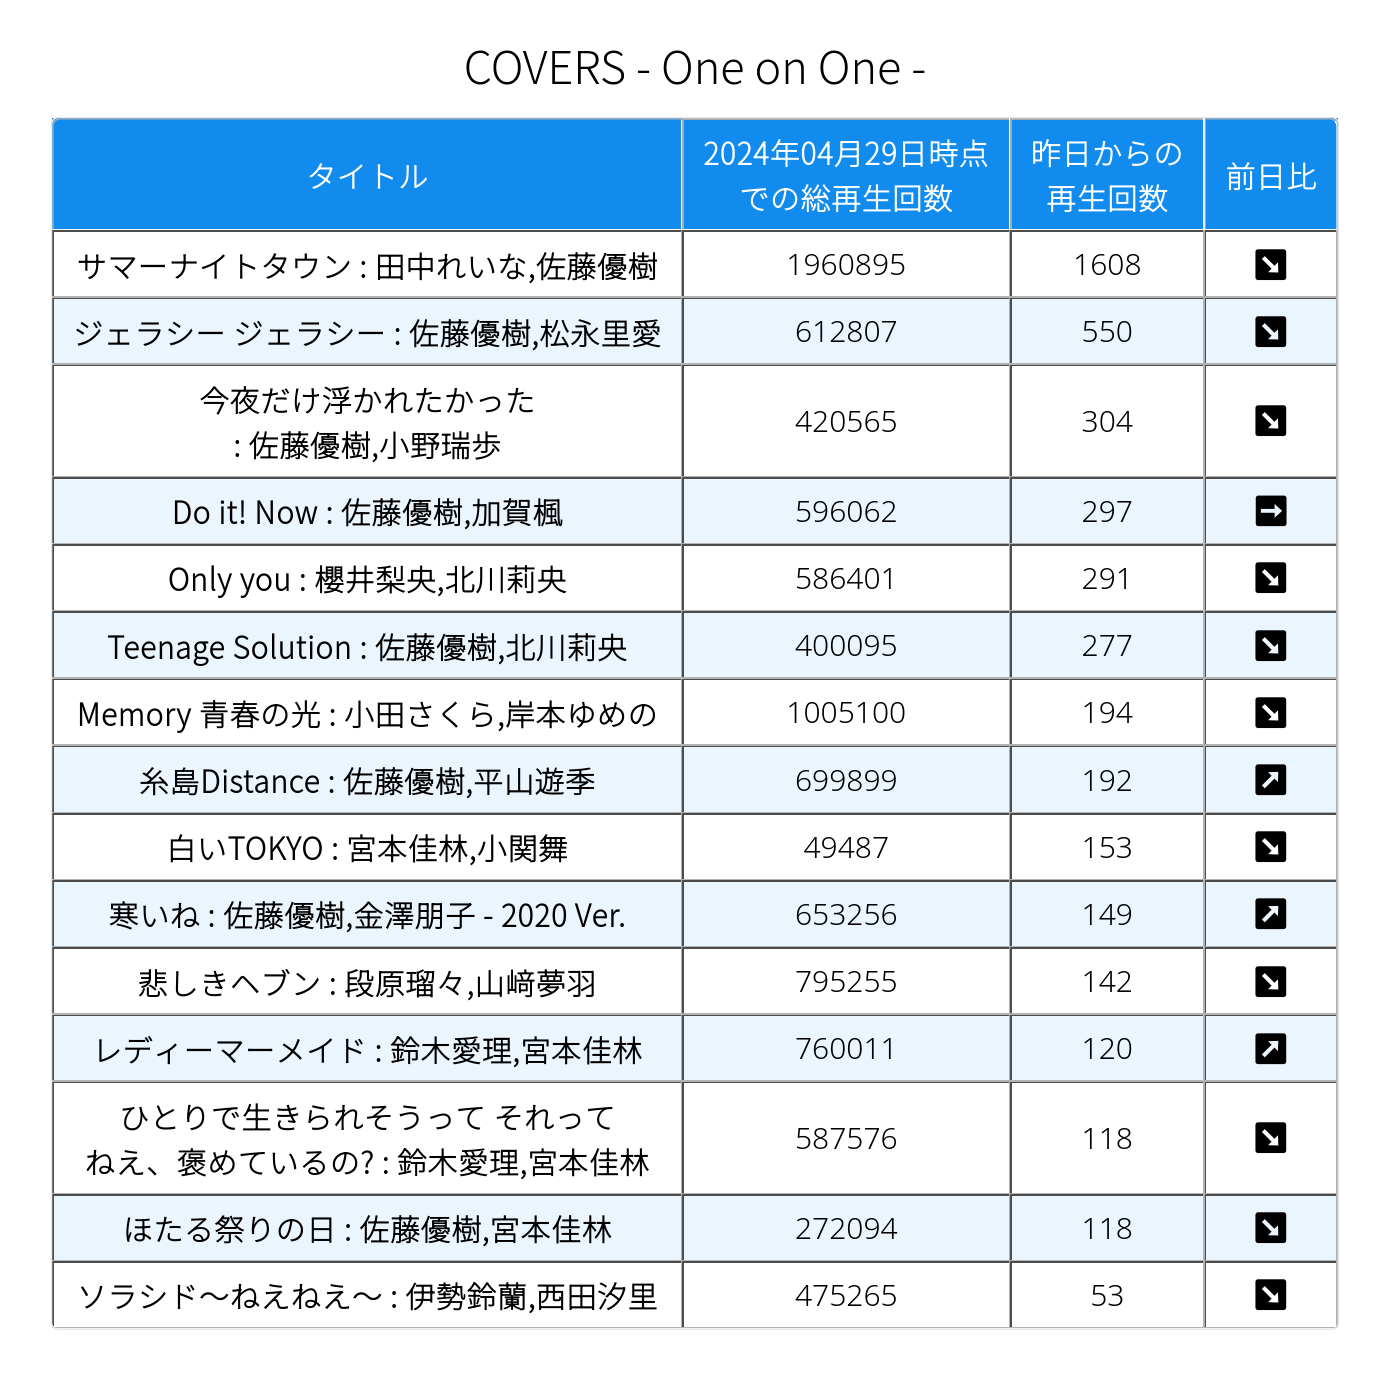 COVERS - One on One -
タイトル
2024年04月29日時点
での総再生回数
昨日からの
再生回数
前日比
サマーナイトタウン : 田中れいな,佐藤優樹
1960895
1608
ジェラシー ジェラシー : 佐藤優樹,松永里愛
612807
550
今夜だけ浮かれたかった
: 佐藤優樹,小野瑞歩
420565
304
Do it! Now : 佐藤優樹,加賀楓
596062
297
Only you : 櫻井梨央,北川莉央
586401
291
Teenage Solution : 佐藤優樹,北川莉央
400095
277
Memory 青春の光 : 小田さくら,岸本ゆめの
1005100
194
糸島Distance : 佐藤優樹,平山遊季
699899
192
白いTOKYO : 宮本佳林,小関舞
49487
153
寒いね : 佐藤優樹,金澤朋子 - 2020 Ver.
653256
149
悲しきヘブン : 段原瑠々,山﨑夢羽
795255
142
レディーマーメイド : 鈴木愛理,宮本佳林
760011
120
ひとりで生きられそうって それって
ねえ、褒めているの? : 鈴木愛理,宮本佳林
587576
118
ほたる祭りの日 : 佐藤優樹,宮本佳林
272094
118
ソラシド〜ねえねえ〜 : 伊勢鈴蘭,西田汐里
475265
53